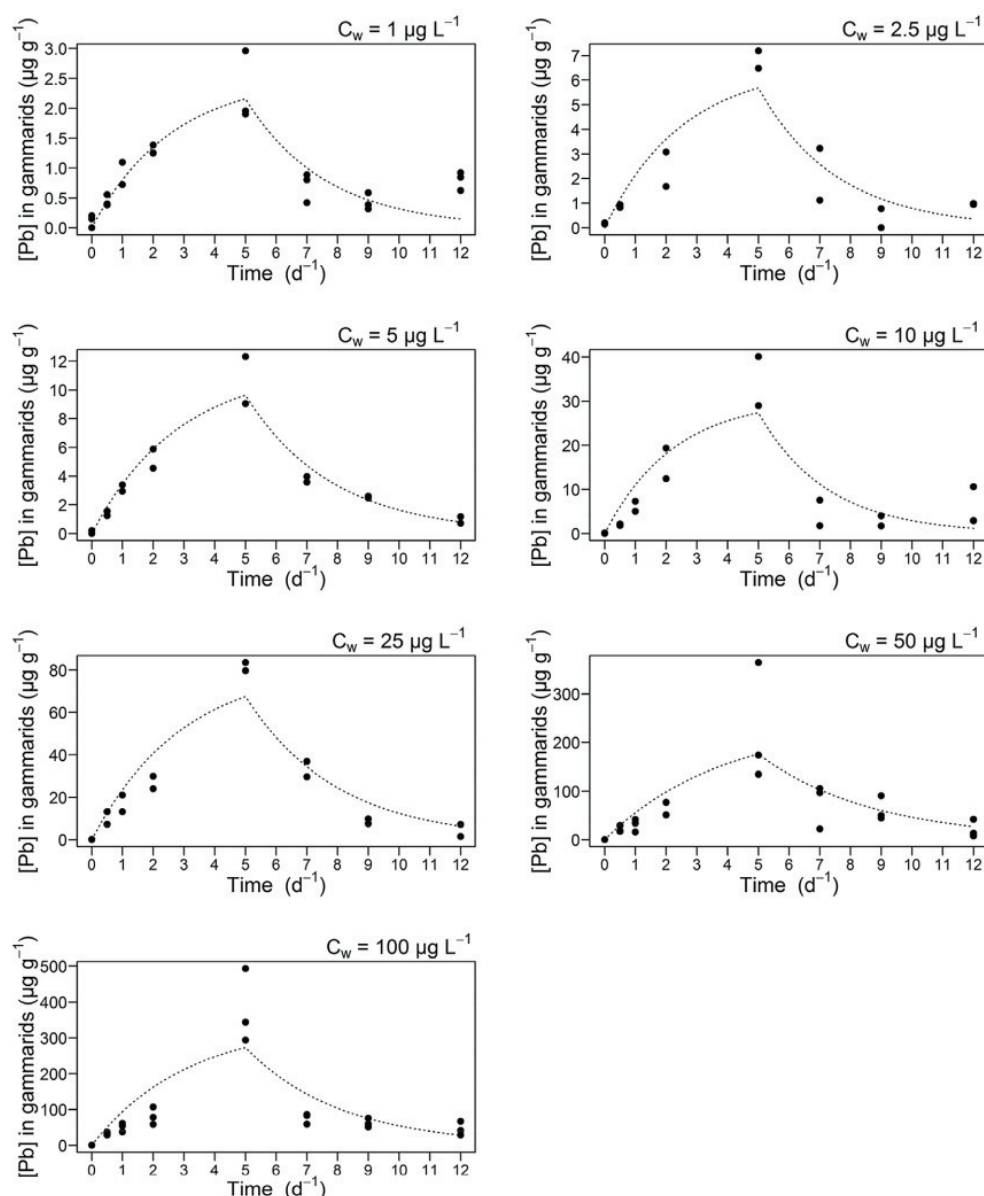 C_w = 1 µg L⁻¹
[Pb] in gammarids (µg g⁻¹)
3.0
2.5
2.0
1.5
1.0
0.5
0.0
0 1 2 3 4 5 6 7 8 9 10 11 12
Time (d⁻¹)
C_w = 2.5 µg L⁻¹
[Pb] in gammarids (µg g⁻¹)
7
6
5
4
3
2
1
0
0 1 2 3 4 5 6 7 8 9 10 11 12
Time (d⁻¹)
C_w = 5 µg L⁻¹
[Pb] in gammarids (µg g⁻¹)
12
10
8
6
4
2
0
0 1 2 3 4 5 6 7 8 9 10 11 12
Time (d⁻¹)
C_w = 10 µg L⁻¹
[Pb] in gammarids (µg g⁻¹)
40
30
20
10
0
0 1 2 3 4 5 6 7 8 9 10 11 12
Time (d⁻¹)
C_w = 25 µg L⁻¹
[Pb] in gammarids (µg g⁻¹)
80
60
40
20
0
0 1 2 3 4 5 6 7 8 9 10 11 12
Time (d⁻¹)
C_w = 50 µg L⁻¹
[Pb] in gammarids (µg g⁻¹)
300
200
100
0
0 1 2 3 4 5 6 7 8 9 10 11 12
Time (d⁻¹)
C_w = 100 µg L⁻¹
[Pb] in gammarids (µg g⁻¹)
500
400
300
200
100
0
0 1 2 3 4 5 6 7 8 9 10 11 12
Time (d⁻¹)